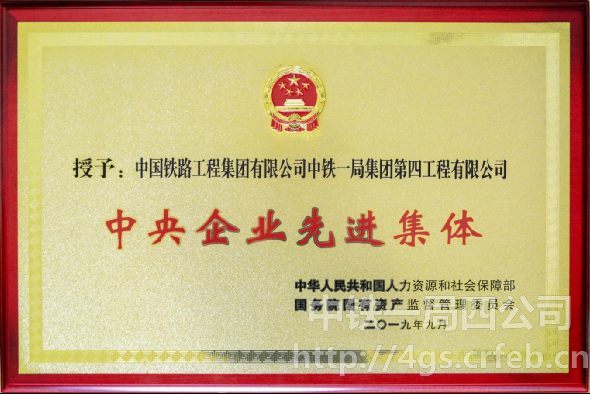 授予：中国铁路工程集团有限公司中铁一局集团第四工程有限公司
中央企业先进集体
中华人民共和国人力资源和社会保障部
国务院国有资产监督管理委员会
二〇一九年九月
中铁一局四公司
http://4gs.crfeb.cn